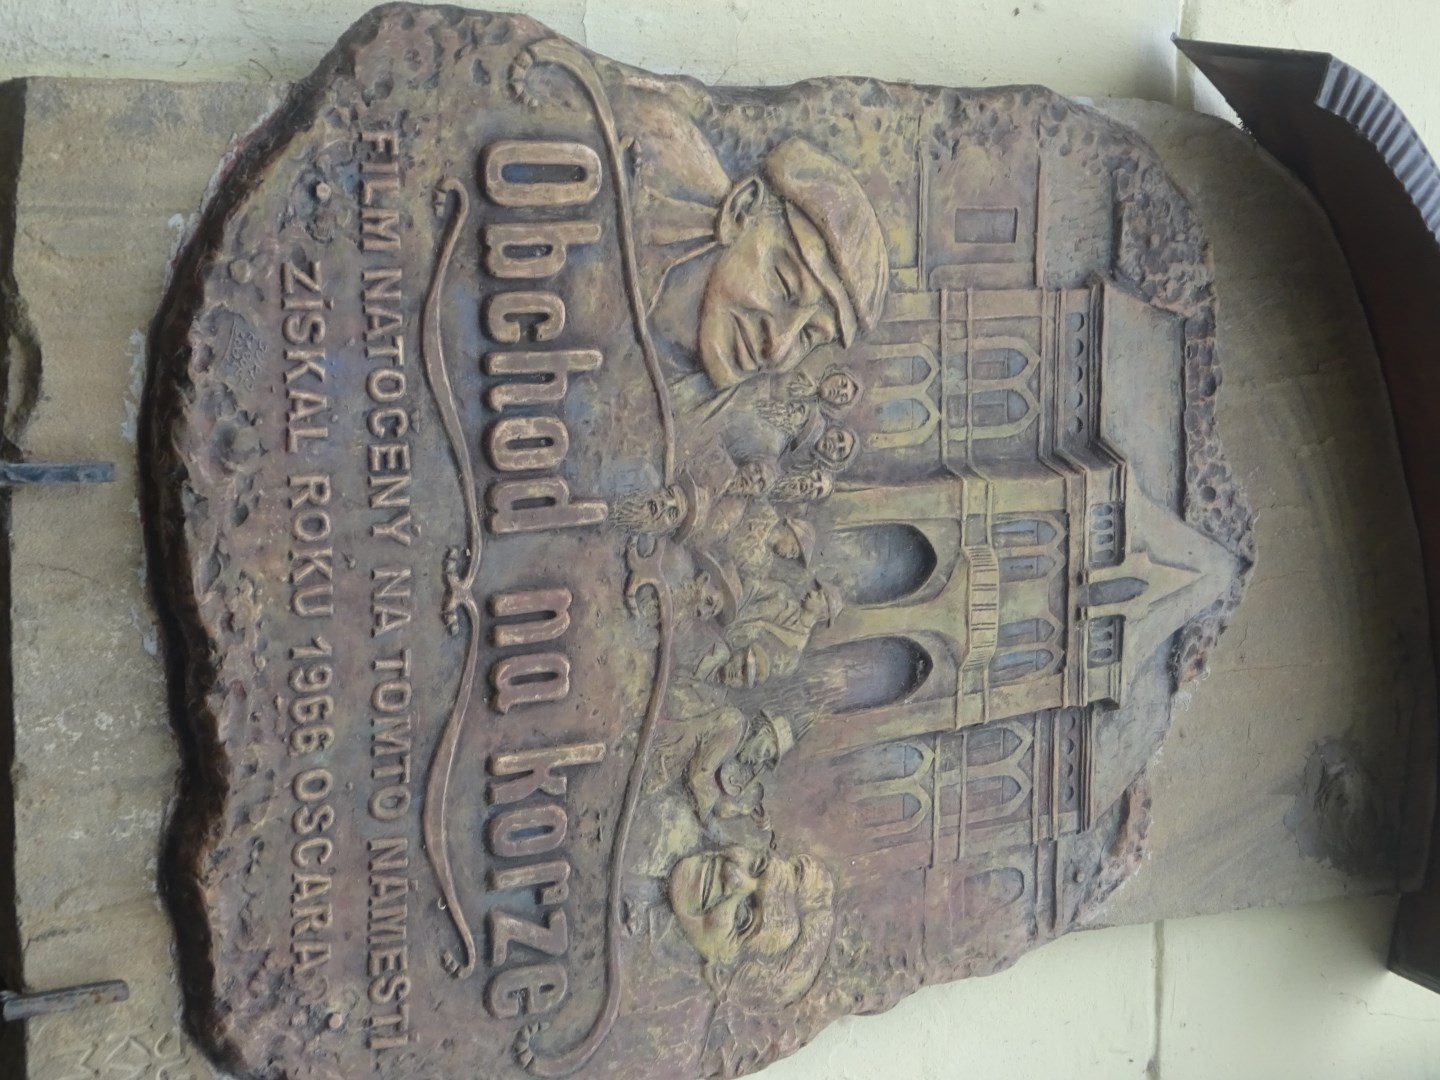 Obchod na korze
FILM NATOČENÝ NA TOMTO NÁMESTÍ
ZÍSKAL ROKU 1966 OSCARA